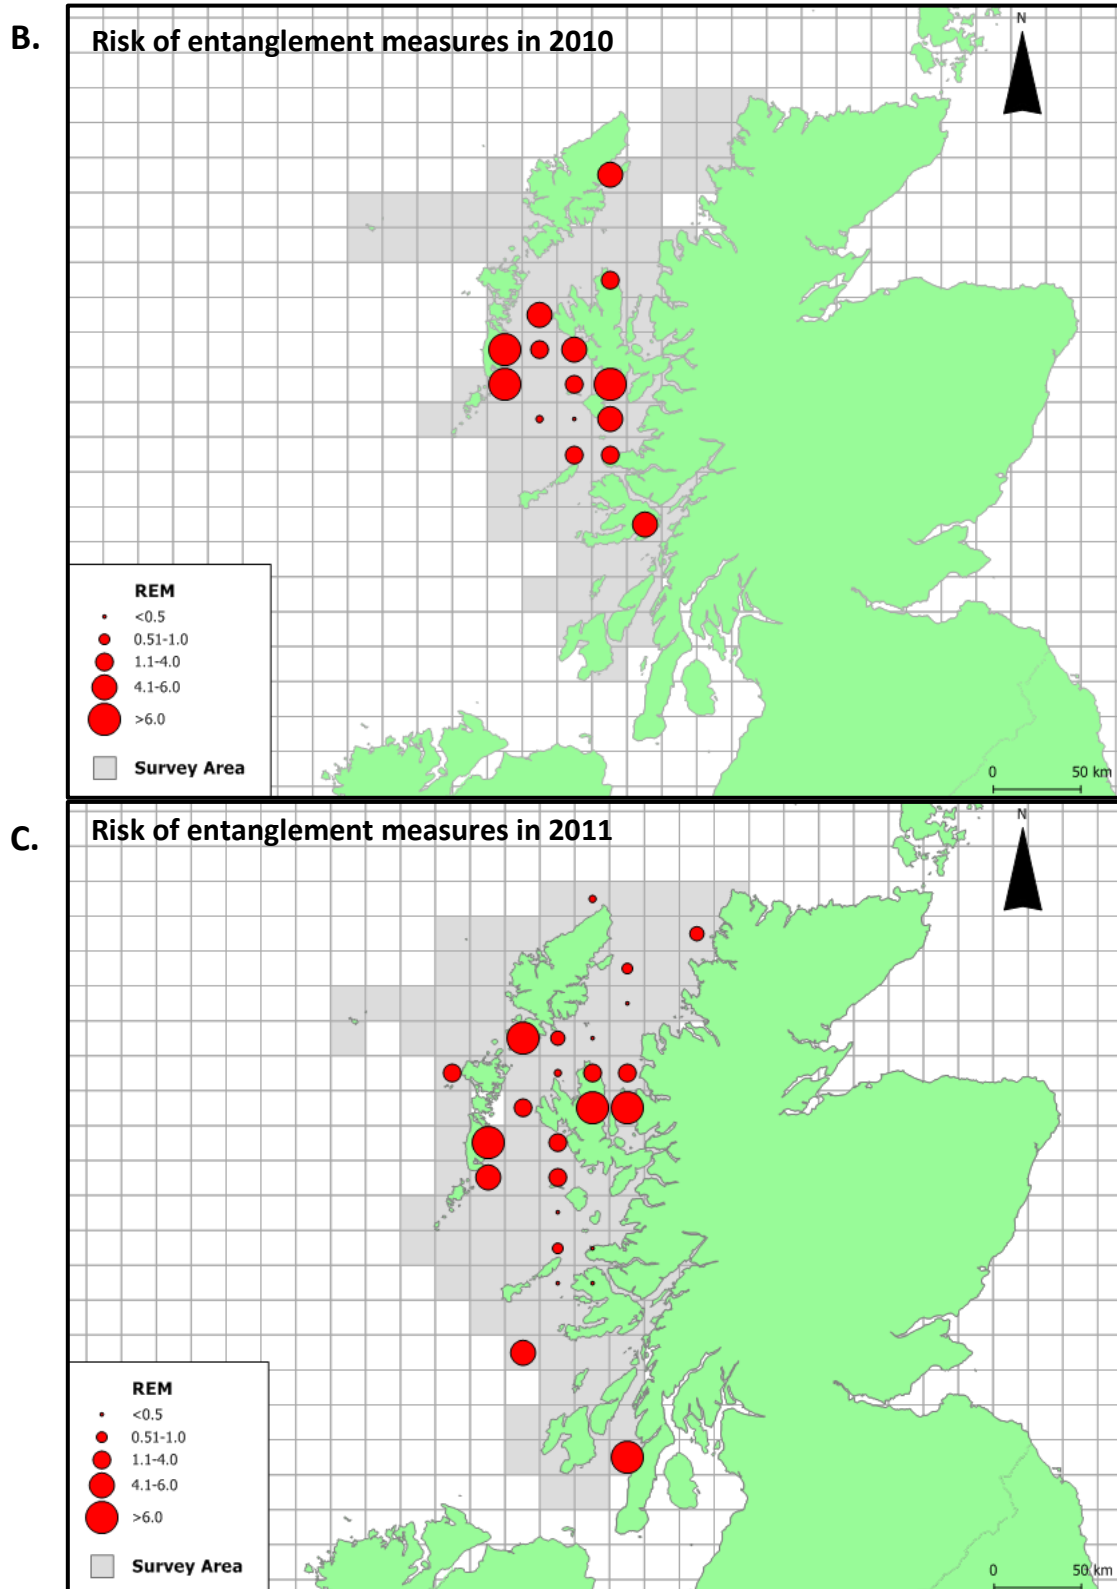 B.
Risk of entanglement measures in 2010
N
REM
<0.5
0.51-1.0
1.1-4.0
4.1-6.0
>6.0
Survey Area
0 50 km
C.
Risk of entanglement measures in 2011
N
REM
<0.5
0.51-1.0
1.1-4.0
4.1-6.0
>6.0
Survey Area
0 50 km